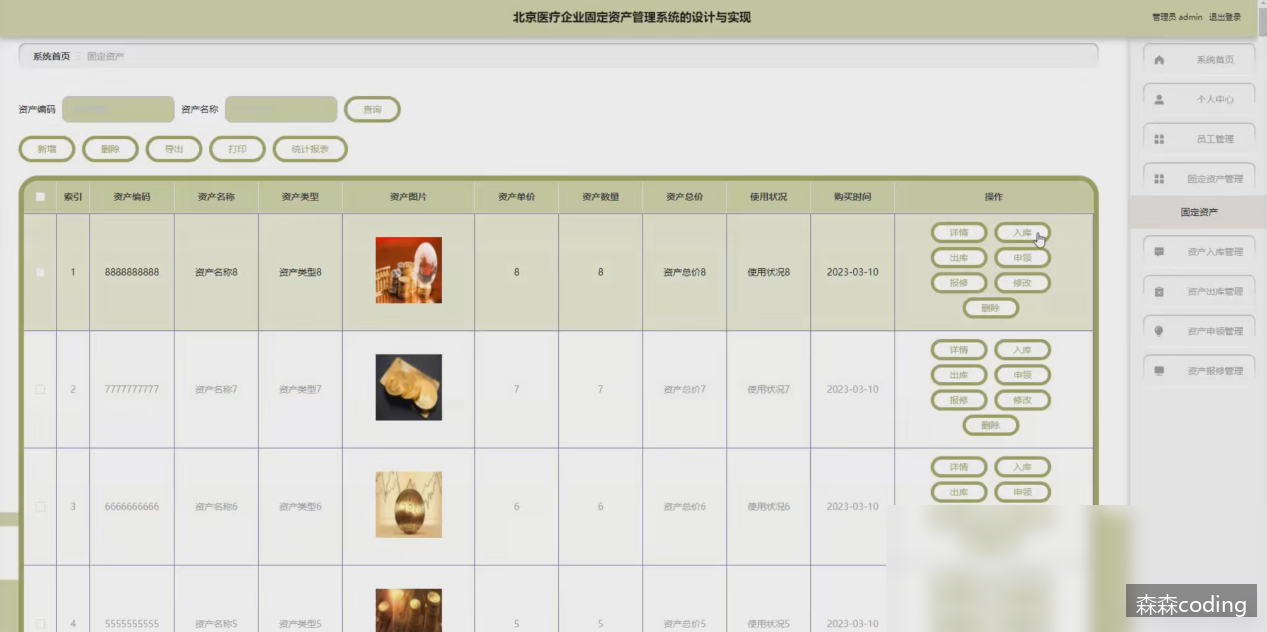 北京医疗企业固定资产管理系统的设计与实现
管理员 admin 退出登录
系统首页 固定资产
资产编码 资产名称 查询
新增 删除 导出 打印 统计报表
索引 资产编码 资产名称 资产类型 资产图片 资产单价 资产数量 资产总价 使用状况 购买时间 操作
1 8888888888 资产名称8 资产类型8 8 8 资产总价8 使用状况8 2023-03-10
详情 入库
出库 申领
报修 修改
删除
2 7777777777 资产名称7 资产类型7 7 7 资产总价7 使用状况7 2023-03-10
详情 入库
出库 申领
报修 修改
删除
3 6666666666 资产名称6 资产类型6 6 6 资产总价6 使用状况6 2023-03-10
详情 入库
出库 申领
4 5555555555 资产名称5 资产类型5 5 5 资产总价5 使用状况5 2023-03-10
系统首页
个人中心
员工管理
固定资产管理
固定资产
资产入库管理
资产出库管理
资产申领管理
资产报修管理
森森coding